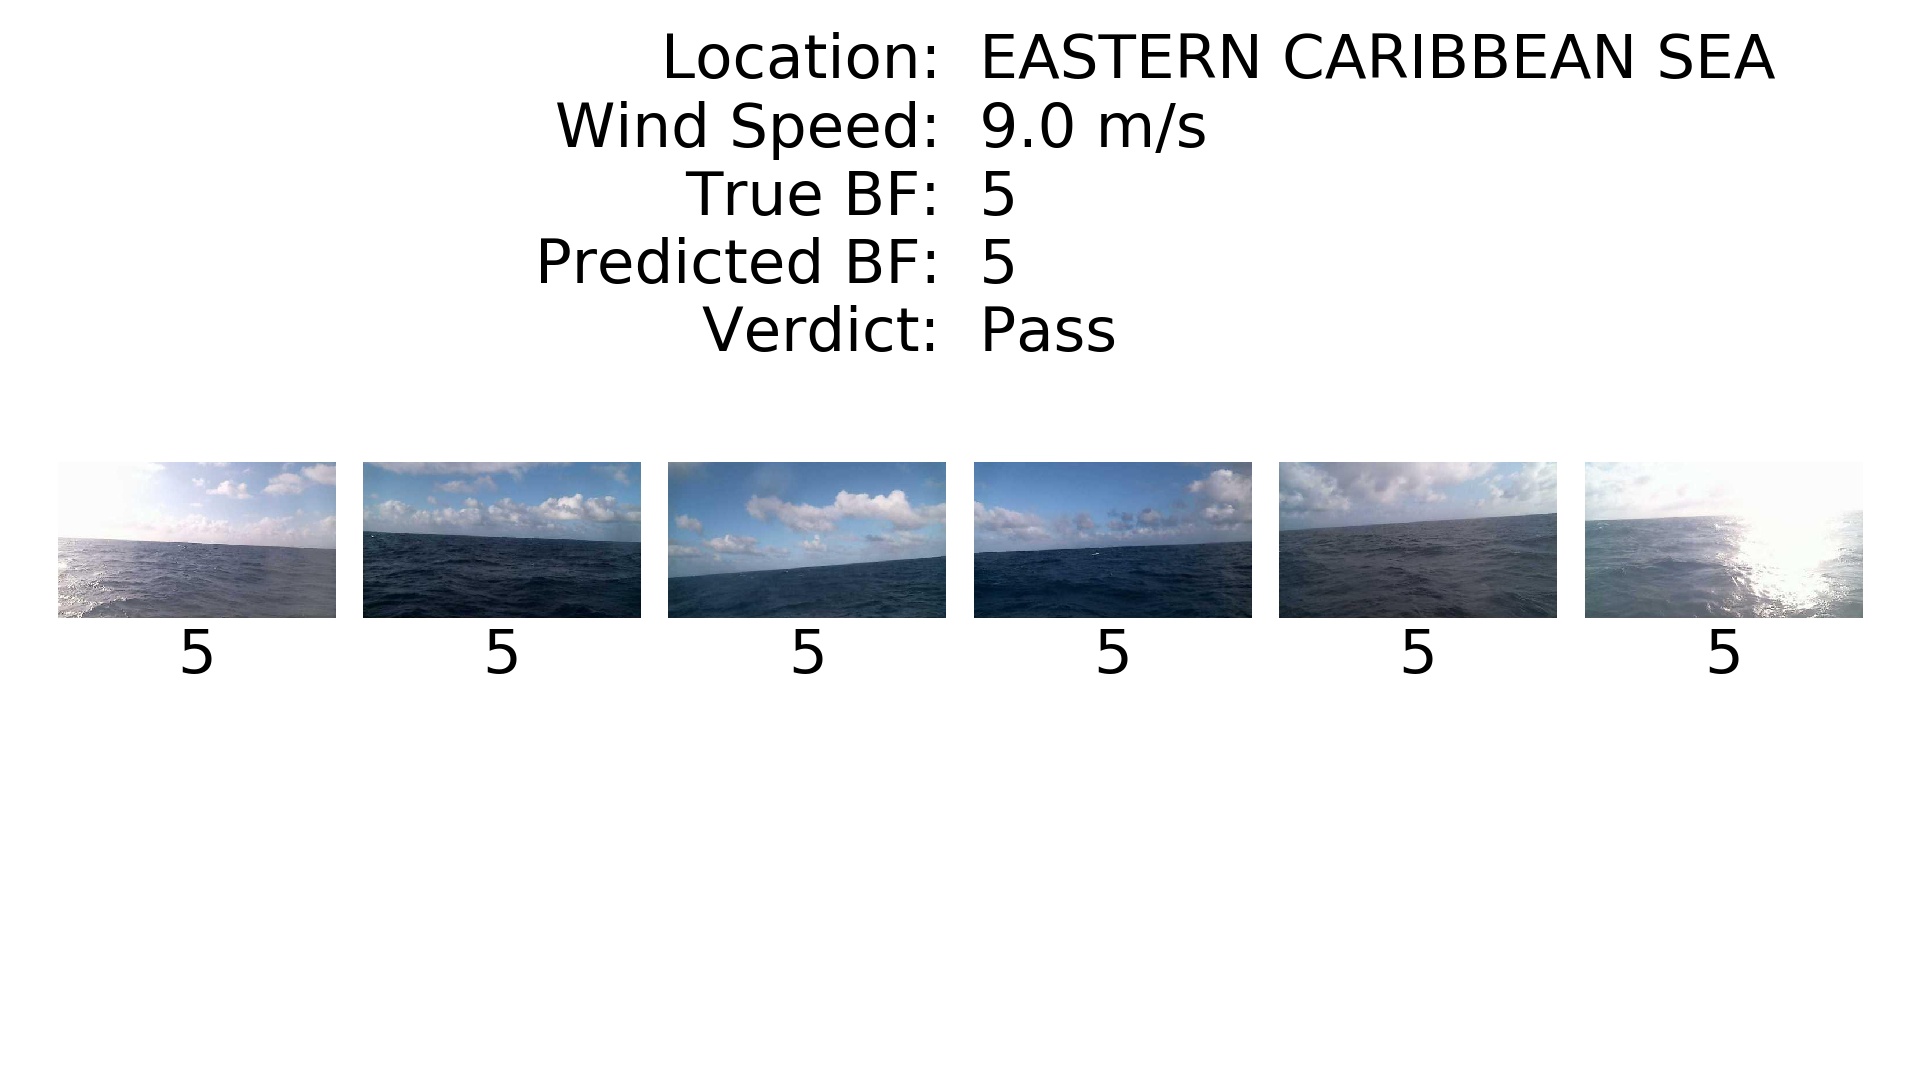 Location: EASTERN CARIBBEAN SEA
Wind Speed: 9.0 m/s
True BF: 5
Predicted BF: 5
Verdict: Pass
5 5 5 5 5 5